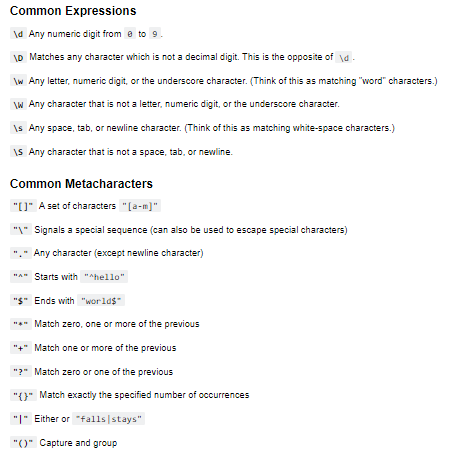 Common Expressions
\d Any numeric digit from 0 to 9.
\D Matches any character which is not a decimal digit. This is the opposite of \d.
\w Any letter, numeric digit, or the underscore character. (Think of this as matching "word" characters.)
\W Any character that is not a letter, numeric digit, or the underscore character.
\s Any space, tab, or newline character. (Think of this as matching white-space characters.)
\S Any character that is not a space, tab, or newline.
Common Metacharacters
"[]" A set of characters "[a-m]"
"\" Signals a special sequence (can also be used to escape special characters)
"." Any character (except newline character)
"^" Starts with "^hello"
"$" Ends with "world$"
"*" Match zero, one or more of the previous
"+" Match one or more of the previous
"?" Match zero or one of the previous
"{}" Match exactly the specified number of occurrences
"|" Either or "falls|stays"
"()" Capture and group